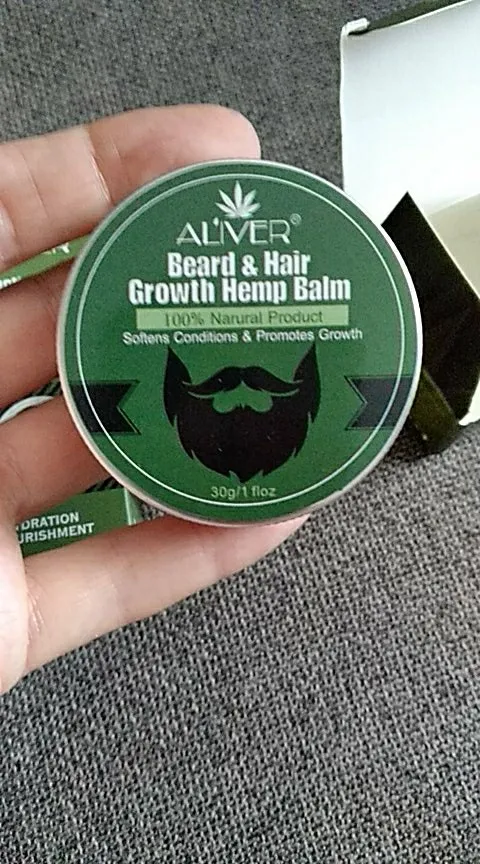 ALIVER®
Beard & Hair
Growth Hemp Balm
100% Narural Product
Softens Conditions & Promotes Growth
30g/1 floz
DRATION
URISHMENT